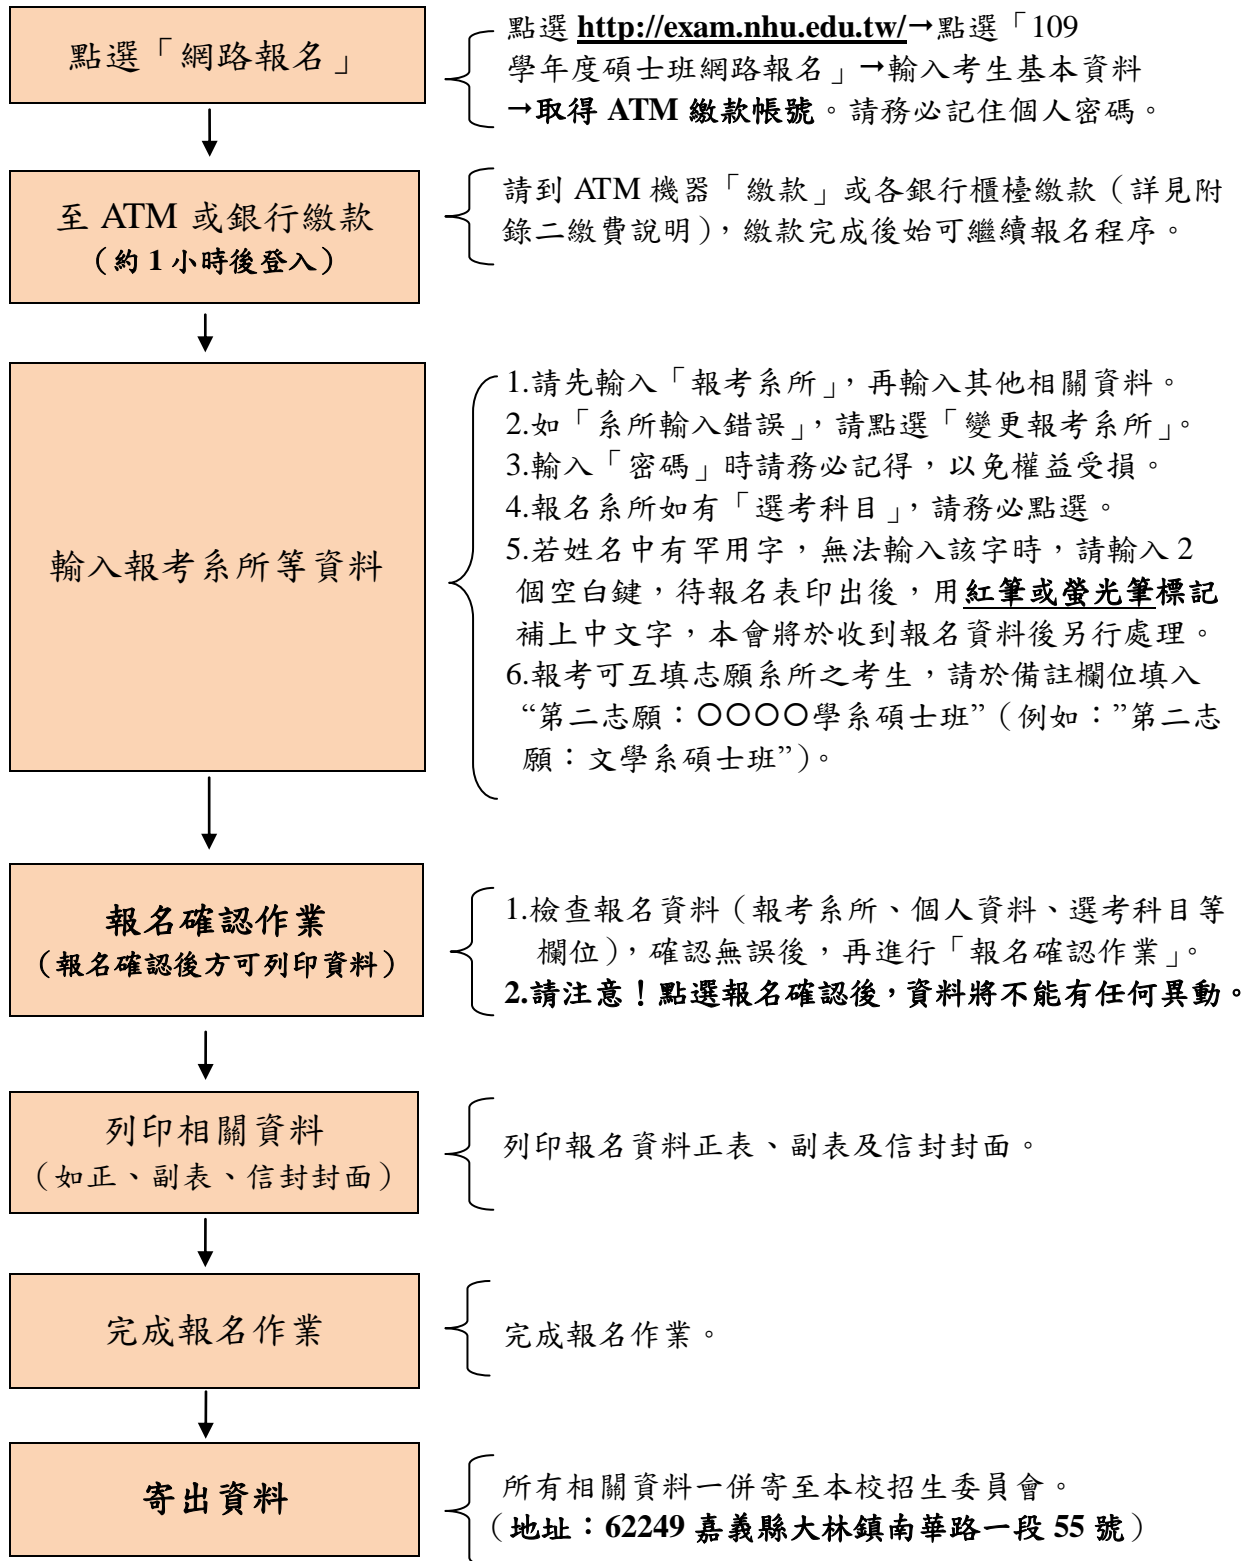 點選「網路報名」
點選 http://exam.nhu.edu.tw/→點選「109
學年度碩士班網路報名」→輸入考生基本資料
→取得 ATM 繳款帳號。請務必記住個人密碼。
至 ATM 或銀行繳款
（約 1 小時後登入）
請到 ATM 機器「繳款」或各銀行櫃檯繳款（詳見附
錄二繳費說明），繳款完成後始可繼續報名程序。
輸入報考系所等資料
1.請先輸入「報考系所」，再輸入其他相關資料。
2.如「系所輸入錯誤」，請點選「變更報考系所」。
3.輸入「密碼」時請務必記得，以免權益受損。
4.報名系所如有「選考科目」，請務必點選。
5.若姓名中有罕用字，無法輸入該字時，請輸入 2
個空白鍵，待報名表印出後，用紅筆或螢光筆標記
補上中文字，本會將於收到報名資料後另行處理。
6.報考可互填志願系所之考生，請於備註欄位填入
“第二志願：〇〇〇〇學系碩士班”（例如：”第二志
願：文學系碩士班”）。
報名確認作業
（報名確認後方可列印資料）
1.檢查報名資料（報考系所、個人資料、選考科目等
欄位），確認無誤後，再進行「報名確認作業」。
2.請注意！點選報名確認後，資料將不能有任何異動。
列印相關資料
（如正、副表、信封封面）
列印報名資料正表、副表及信封封面。
完成報名作業
完成報名作業。
寄出資料
所有相關資料一併寄至本校招生委員會。
（地址：62249 嘉義縣大林鎮南華路一段 55 號）